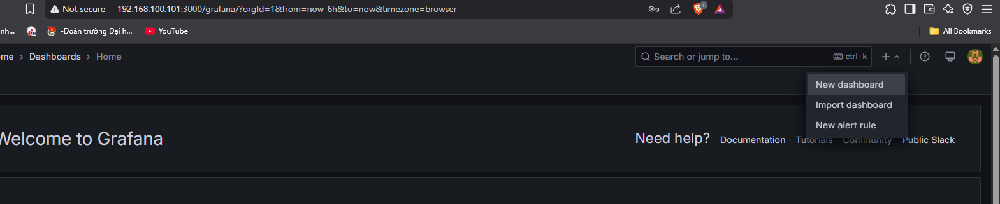 Not secure 192.168.100.101:3000/grafana/?orgId=1&from=now-6h&to=now&timezone=browser 1
nh... -Đoàn trường Đại h... YouTube All Bookmarks
ome › Dashboards › Home Search or jump to... ctrl+k
New dashboard
Import dashboard
New alert rule
Welcome to Grafana Need help? Documentation Tutorials Community Public Slack